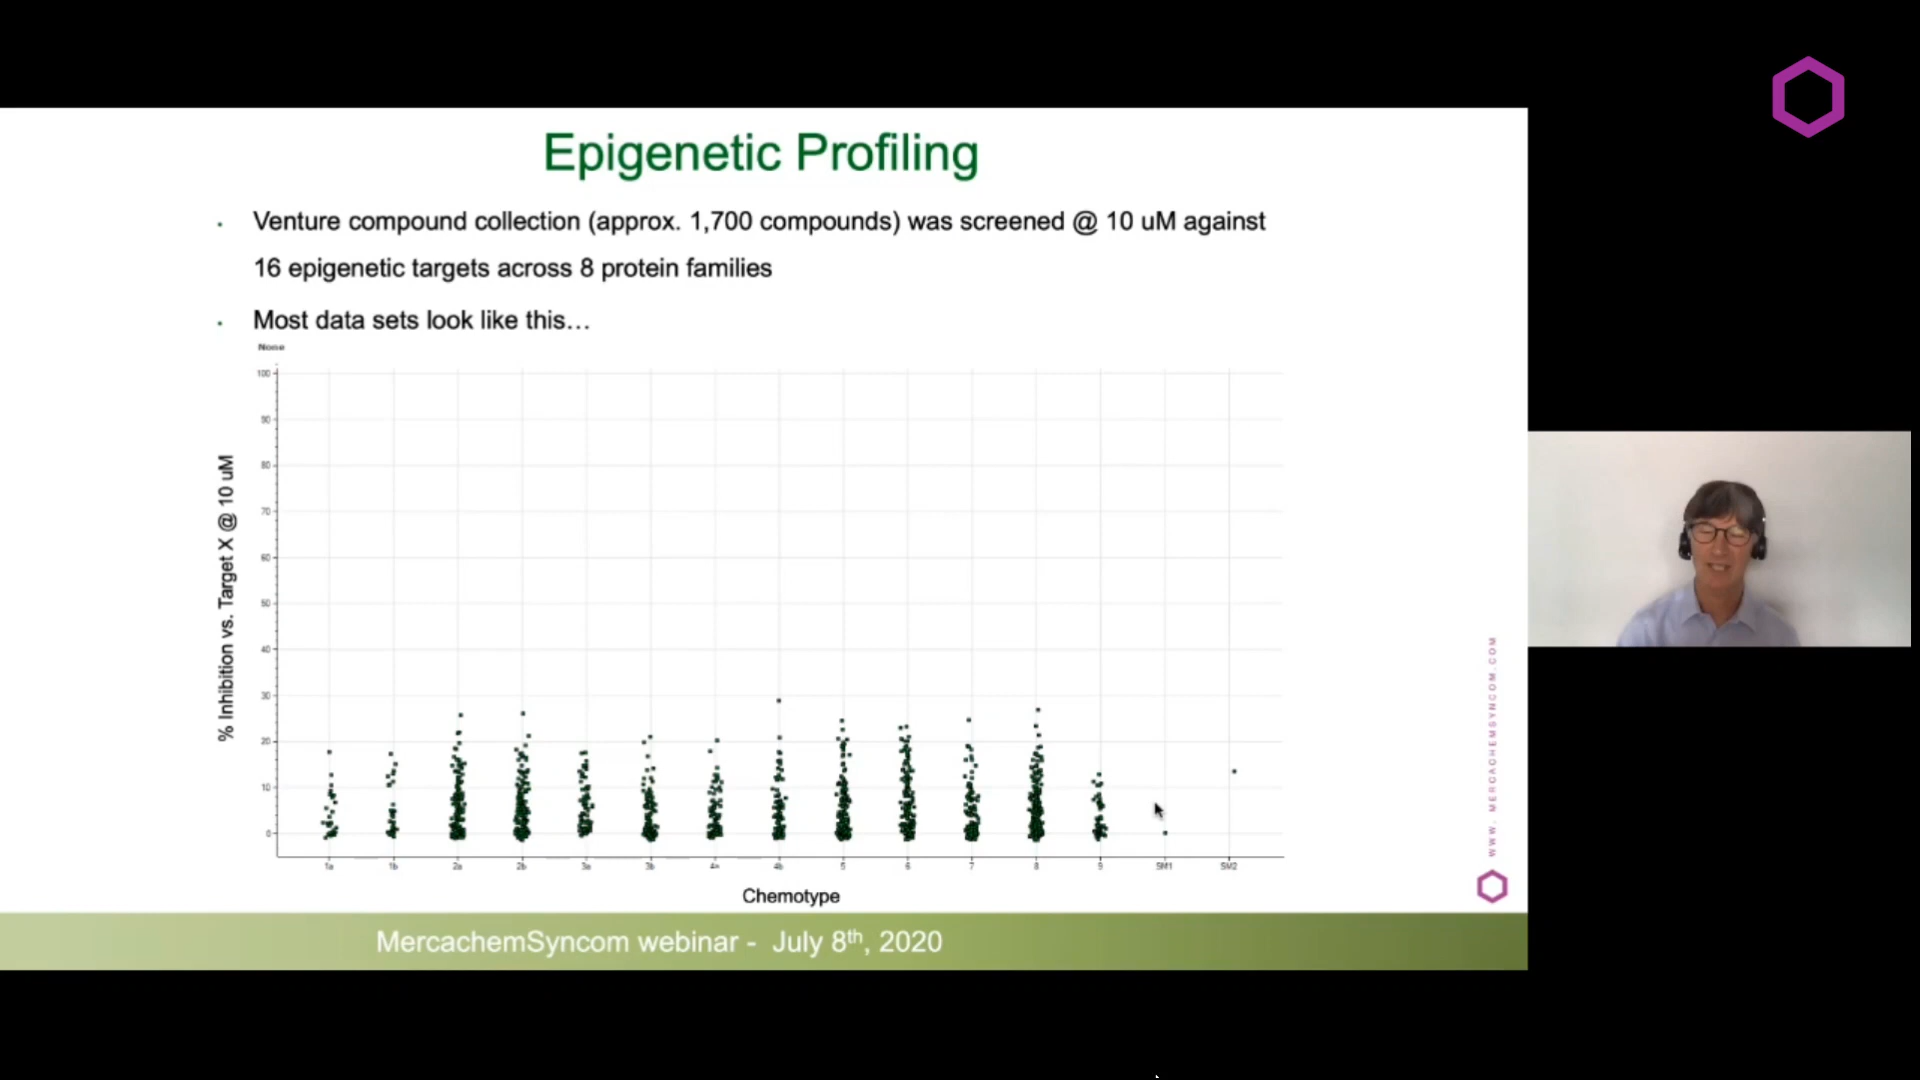 Epigenetic Profiling
• Venture compound collection (approx. 1,700 compounds) was screened @ 10 uM against
16 epigenetic targets across 8 protein families
• Most data sets look like this…
None
100
90
80
70
60
50
40
30
20
10
0
% Inhibition vs. Target X @ 10 uM
1a 1b 2a 2b 3a 3b 4a 4b 5 6 7 8 9 SM1 SM2
Chemotype
WWW.MERCACHEMSYNCOM.COM
MercachemSyncom webinar - July 8th, 2020